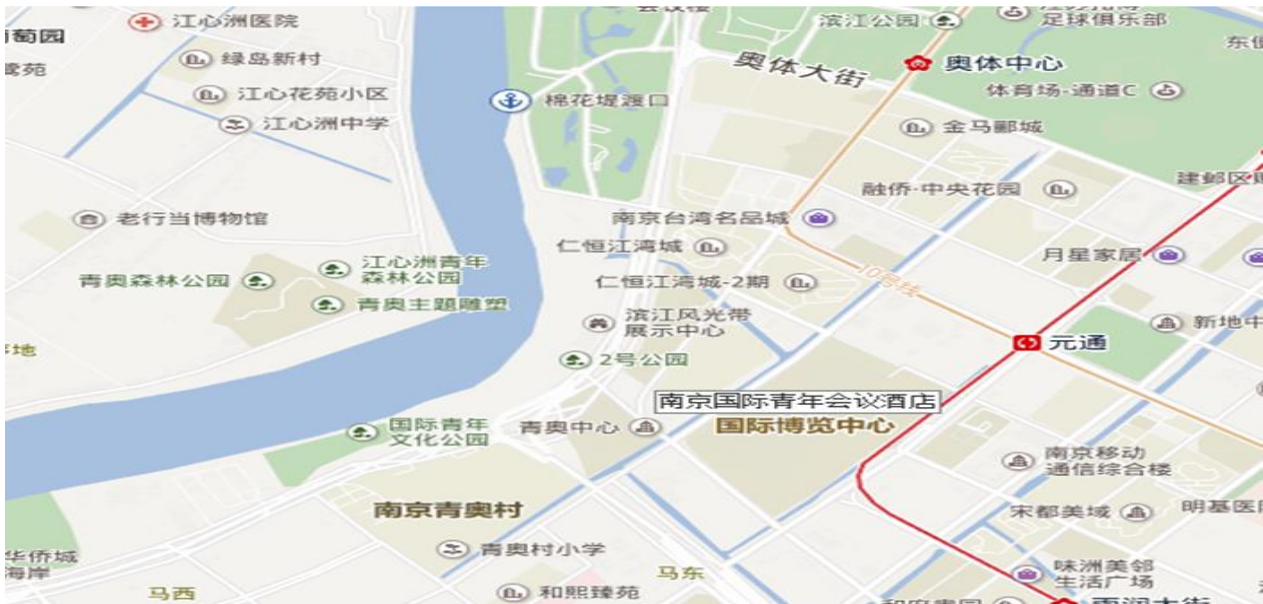 江心洲医院
滨江公园
足球俱乐部
萄园
绿岛新村
奥体大街
奥体中心
鹭苑
江心花苑小区
棉花堤渡口
体育场-通道C
江心洲中学
金马郦城
融侨·中央花园
建邺区
老行当博物馆
南京台湾名品城
仁恒江湾城
月星家居
江心洲青年
森林公园
青奥森林公园
仁恒江湾城-2期
10号线
青奥主题雕塑
滨江风光带
展示中心
新地中
元通
2号公园
南京国际青年会议酒店
国际青年
文化公园
青奥中心
国际博览中心
南京移动
通信综合楼
南京青奥村
宋都美域
明基医
青奥村小学
华侨城
海岸
味洲美邻
生活广场
马东
马西
和熙臻苑
雨润大街